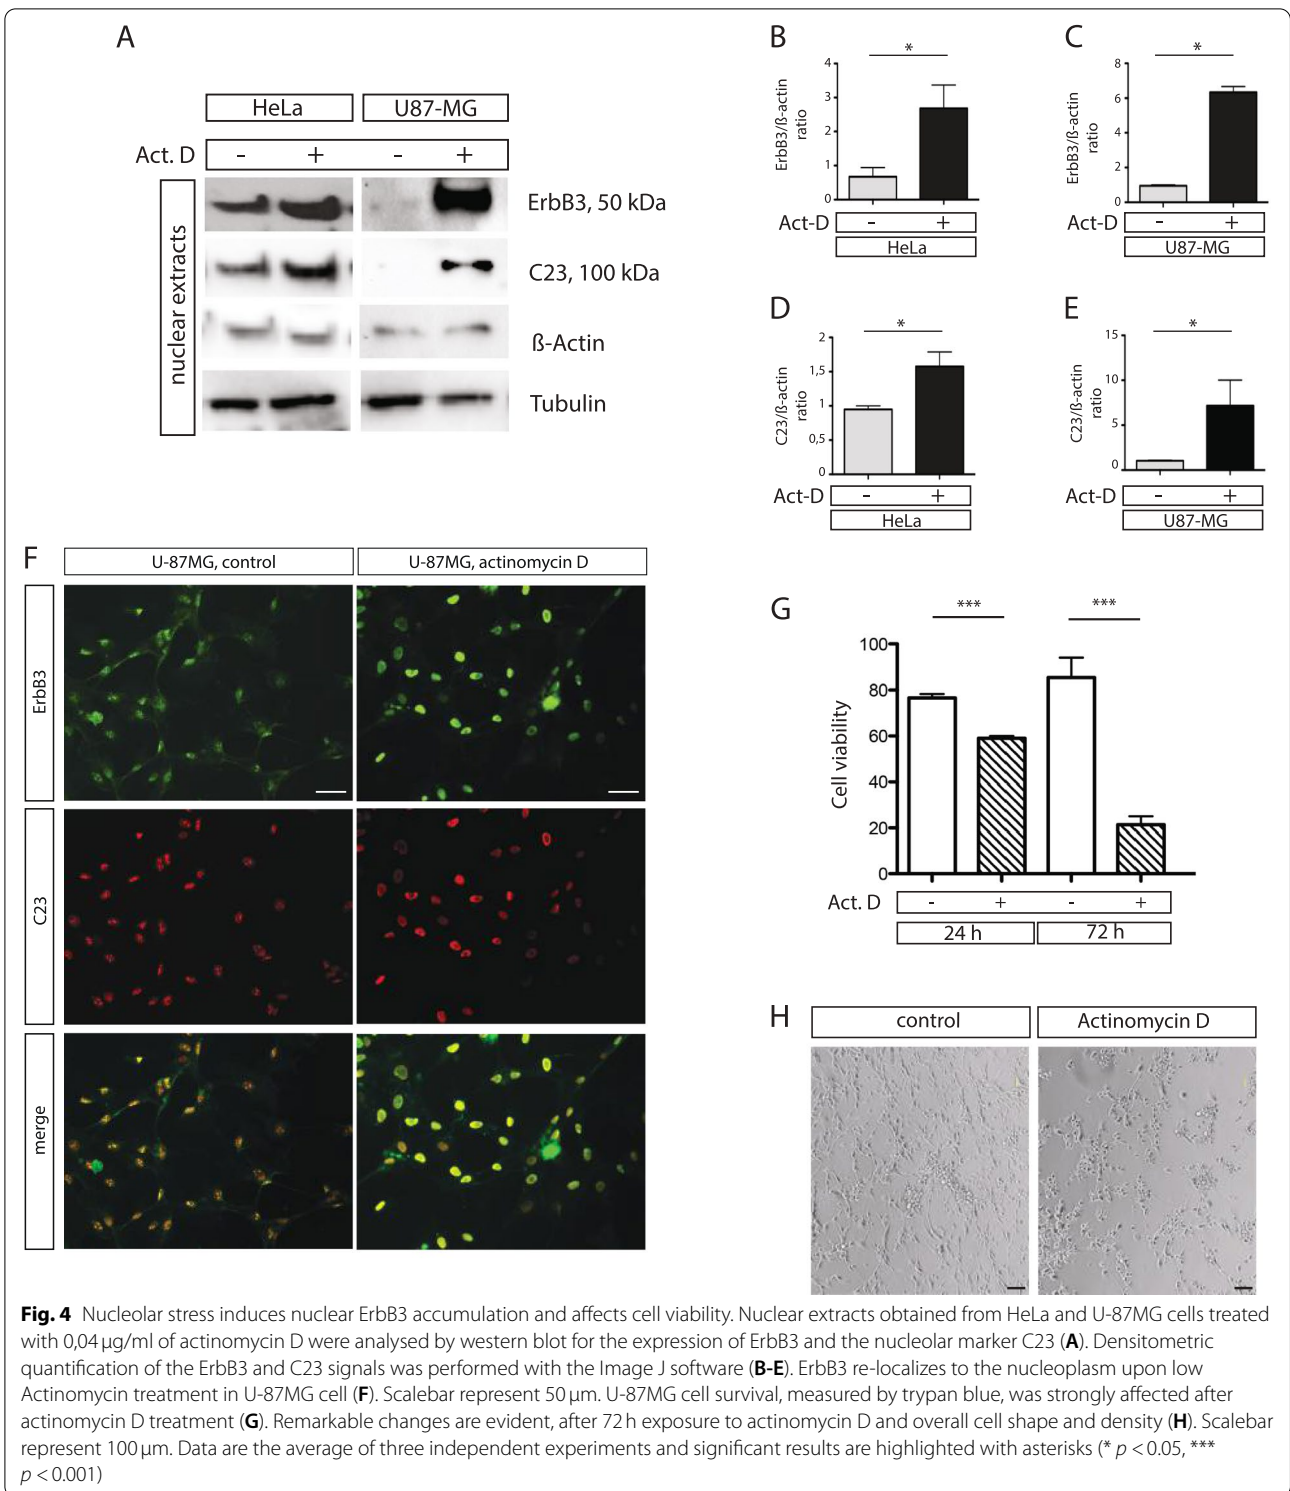 A
HeLa
U87-MG
Act. D - + - +
nuclear extracts
ErbB3, 50 kDa
C23, 100 kDa
ß-Actin
Tubulin
B
*
ErbB3/ß-actin
ratio
4
3
2
1
0
Act-D - +
HeLa
C
*
ErbB3/ß-actin
ratio
8
6
4
2
0
Act-D - +
U87-MG
D
*
C23/ß-actin
ratio
2
1,5
1
0,5
0
Act-D - +
HeLa
E
*
C23/ß-actin
ratio
15
10
5
0
Act-D - +
U87-MG
F
U-87MG, control
U-87MG, actinomycin D
ErbB3
C23
merge
G
***
***
Cell viability
100
80
60
40
20
0
Act. D - + - +
24 h
72 h
H
control
Actinomycin D
Fig. 4 Nucleolar stress induces nuclear ErbB3 accumulation and affects cell viability. Nuclear extracts obtained from HeLa and U-87MG cells treated
with 0,04 μg/ml of actinomycin D were analysed by western blot for the expression of ErbB3 and the nucleolar marker C23 (A). Densitometric
quantification of the ErbB3 and C23 signals was performed with the Image J software (B-E). ErbB3 re-localizes to the nucleoplasm upon low
Actinomycin treatment in U-87MG cell (F). Scalebar represent 50 μm. U-87MG cell survival, measured by trypan blue, was strongly affected after
actinomycin D treatment (G). Remarkable changes are evident, after 72 h exposure to actinomycin D and overall cell shape and density (H). Scalebar
represent 100 μm. Data are the average of three independent experiments and significant results are highlighted with asterisks (* p < 0.05, ***
p < 0.001)